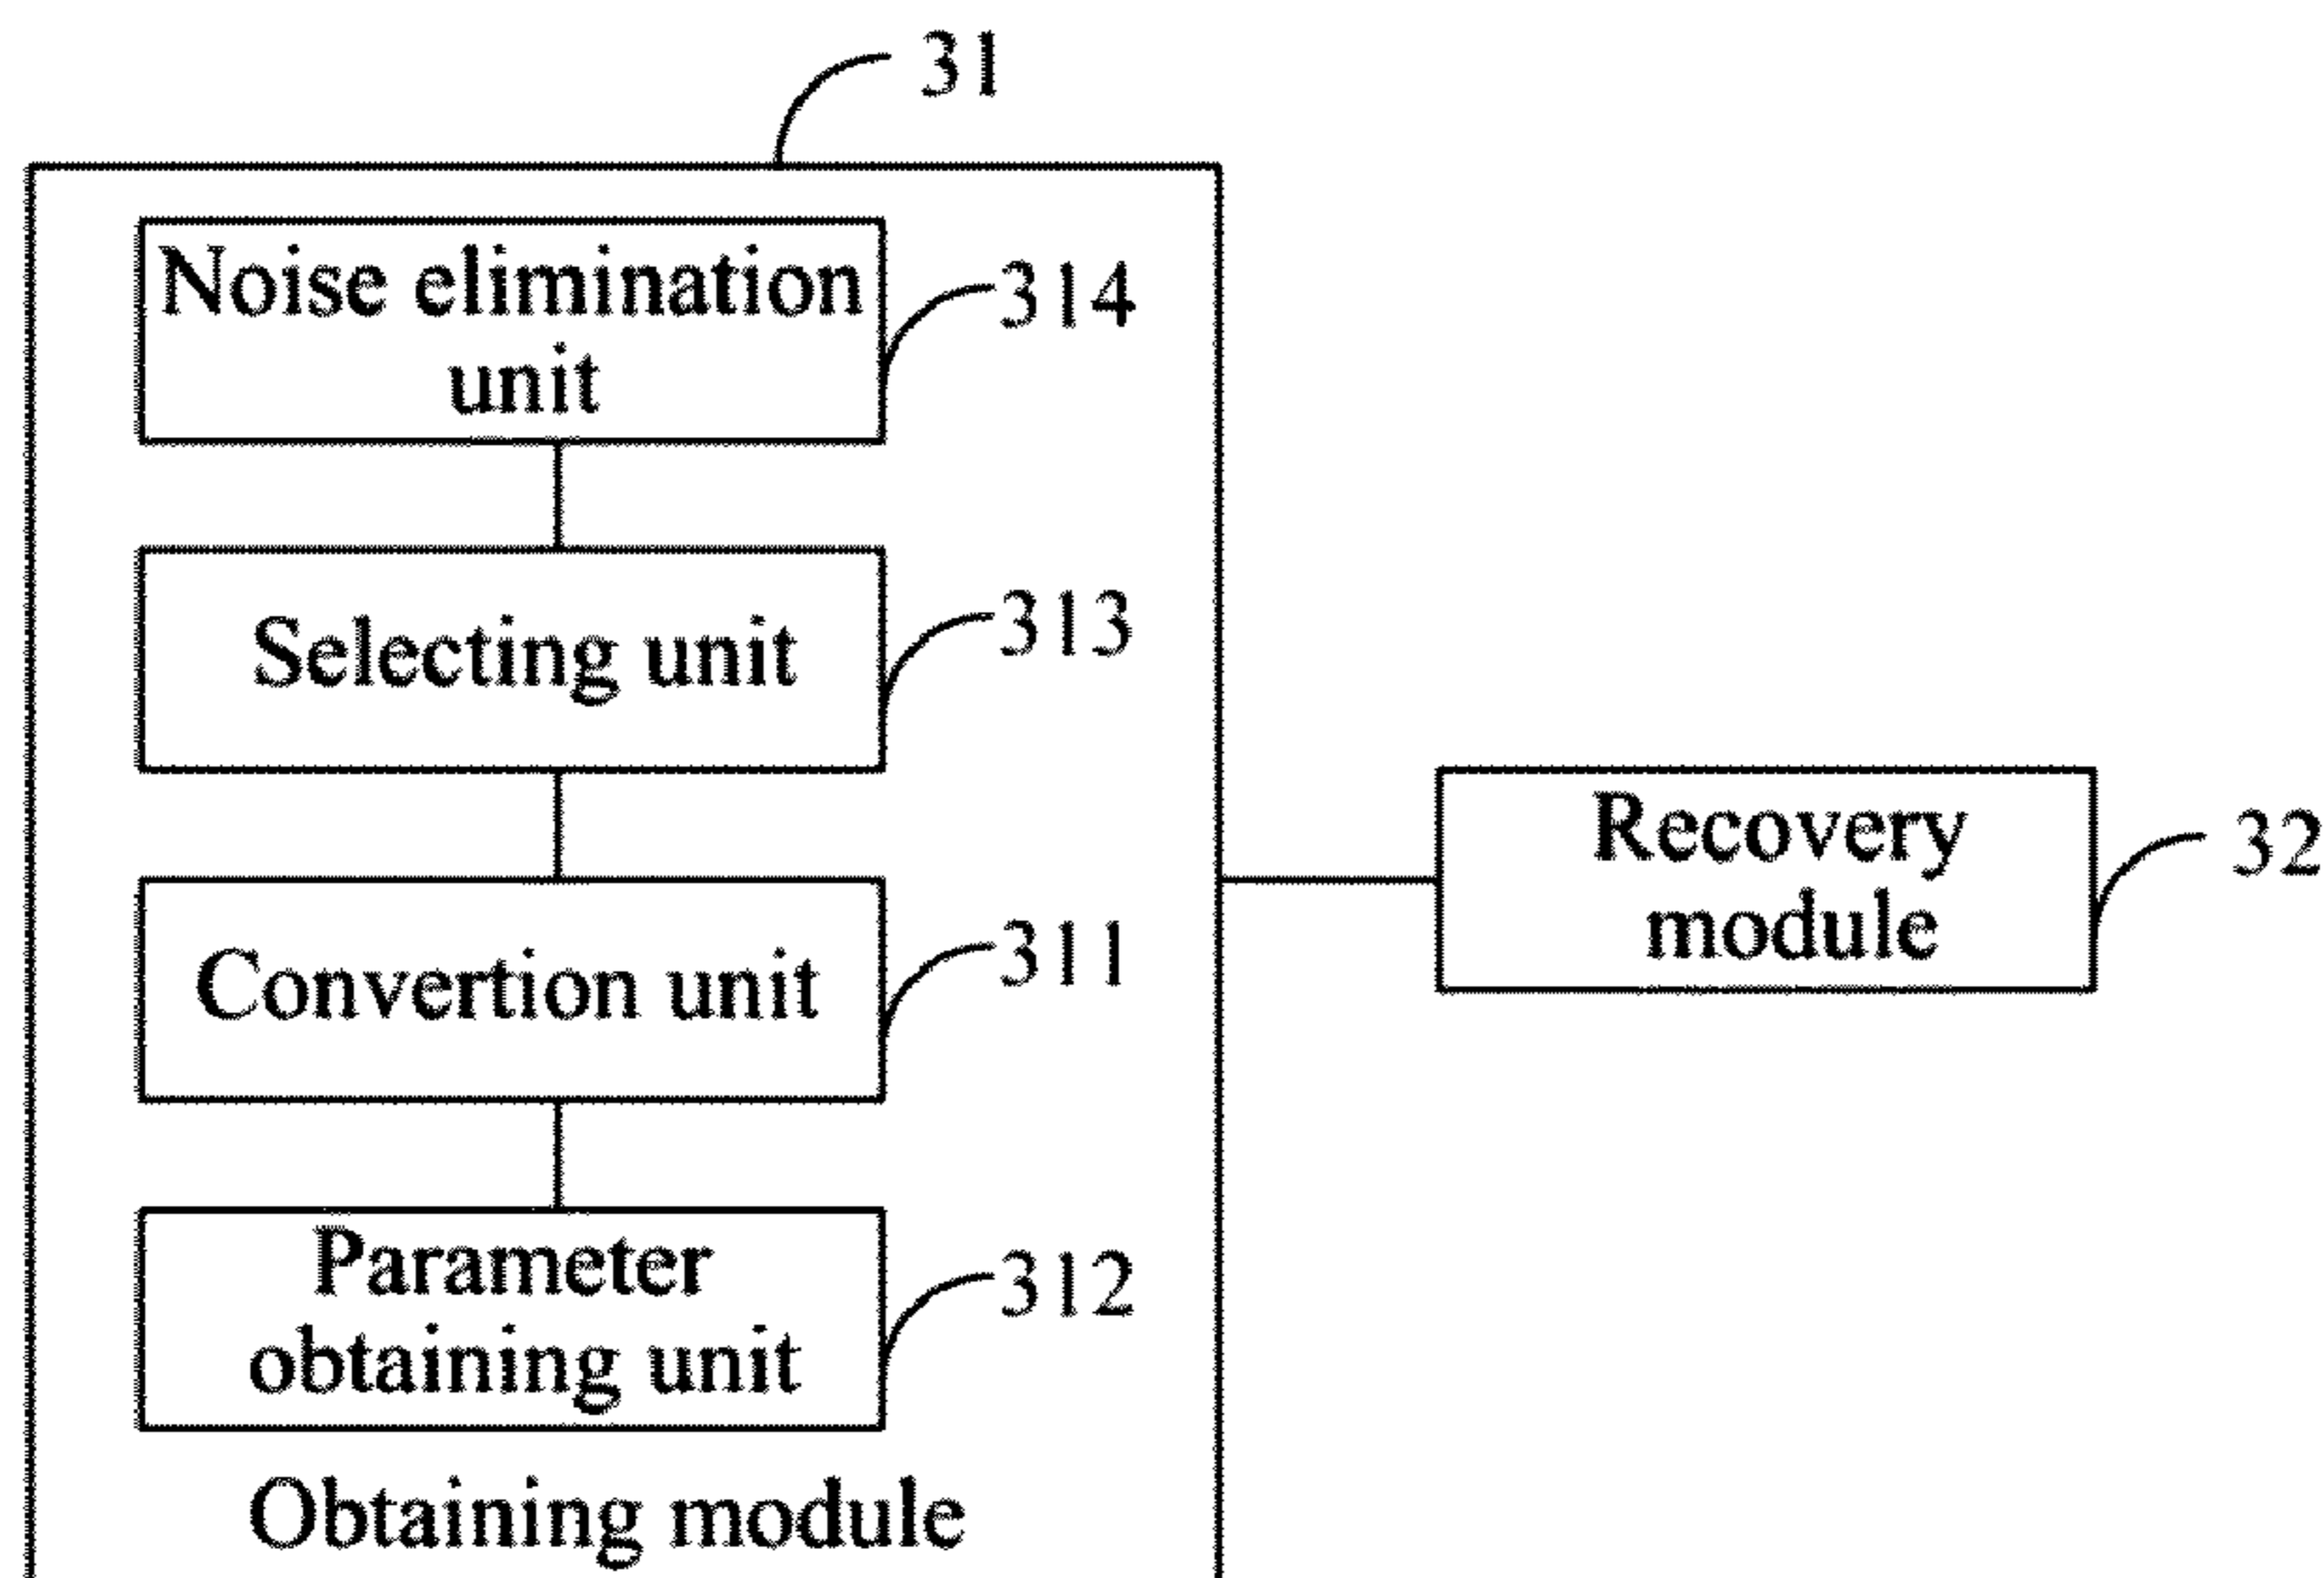 31
Noise elimination
unit
314
Selecting unit
313
Convertion unit
311
Parameter
obtaining unit
312
Obtaining module
Recovery
module
32